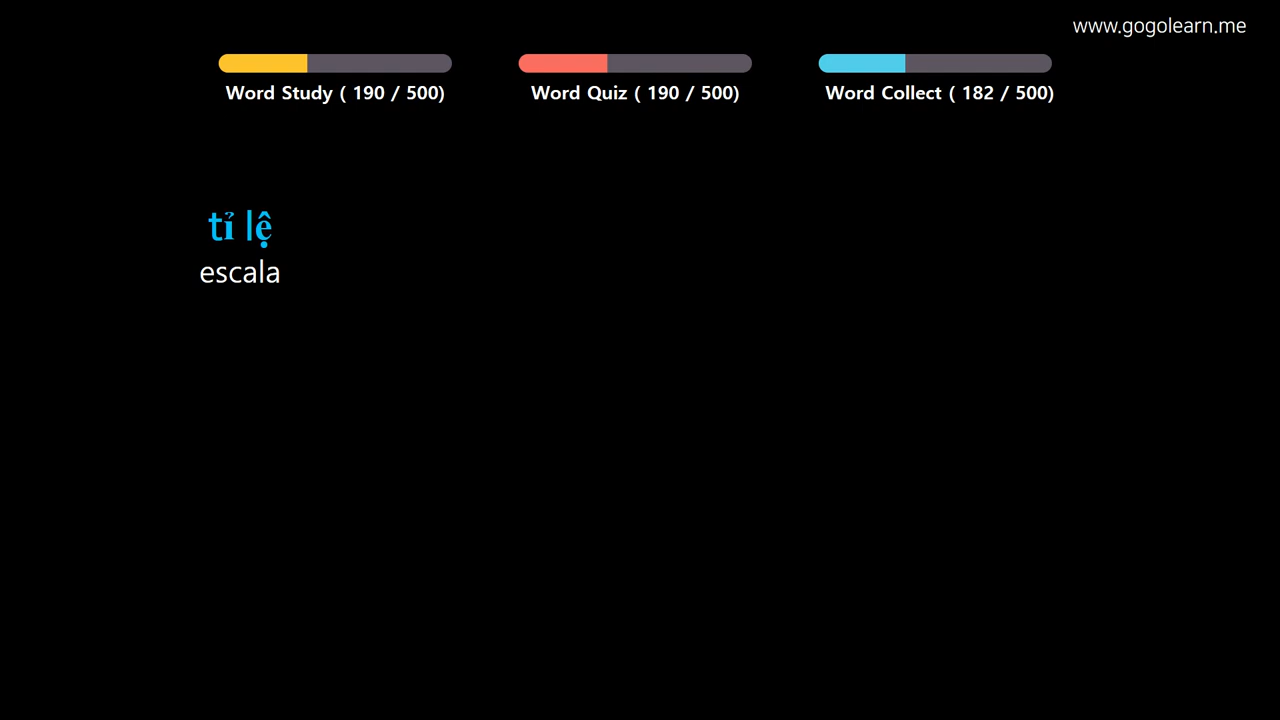 www.gogolearn.me
Word Study ( 190 / 500)
Word Quiz ( 190 / 500)
Word Collect ( 182 / 500)
tỉ lệ
escala